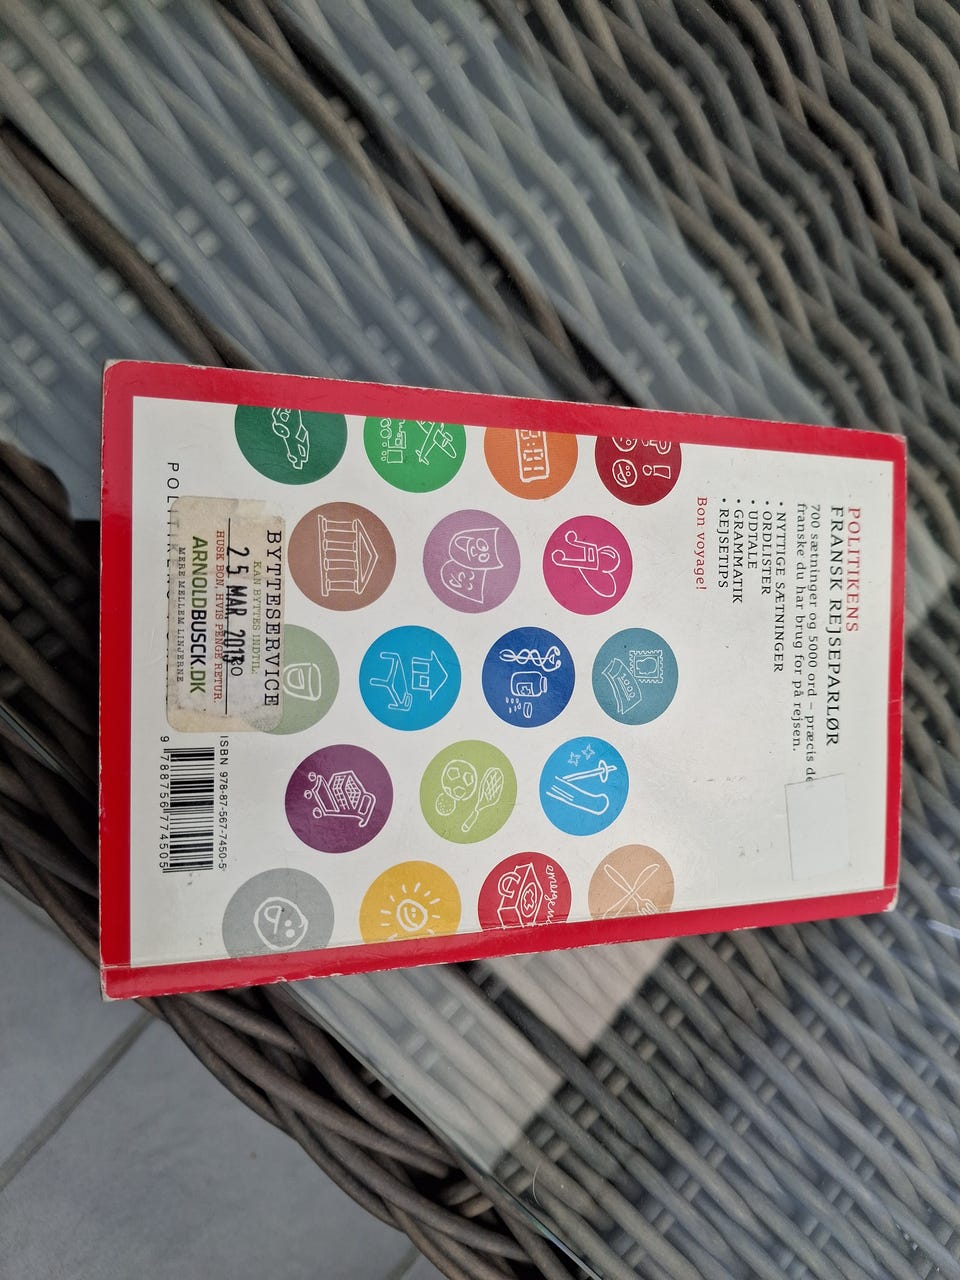 POLITIKENS
FRANSK REJSEPARLØR
700 sætninger og 5000 ord – præcis de
franske du har brug for på rejsen.
• NYTTIGE SÆTNINGER
• ORDLISTER
• UDTALE
• GRAMMATIK
• REJSETIPS
Bon voyage!
1000
BYTTESERVICE
KAN BYTTES INDTIL:
25 MAR. 2013
HUSK BON, HVIS PENGE RETUR.
ARNOLDBUSCK.DK
MERE MELLEM LINJERNE
ISBN 978-87-567-7450-5
9 788756 774505